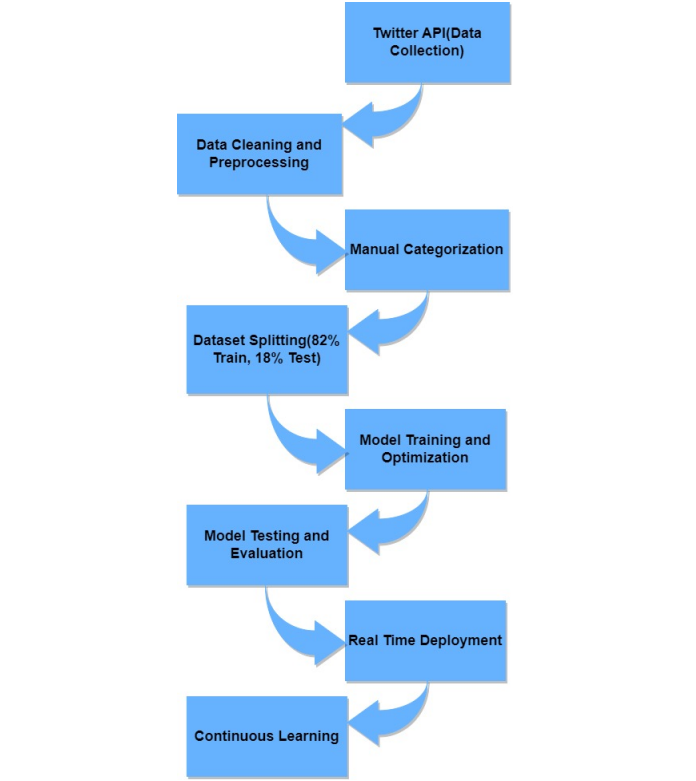 Twitter API(Data
Collection)
Data Cleaning and
Preprocessing
Manual Categorization
Dataset Splitting(82%
Train, 18% Test)
Model Training and
Optimization
Model Testing and
Evaluation
Real Time Deployment
Continuous Learning